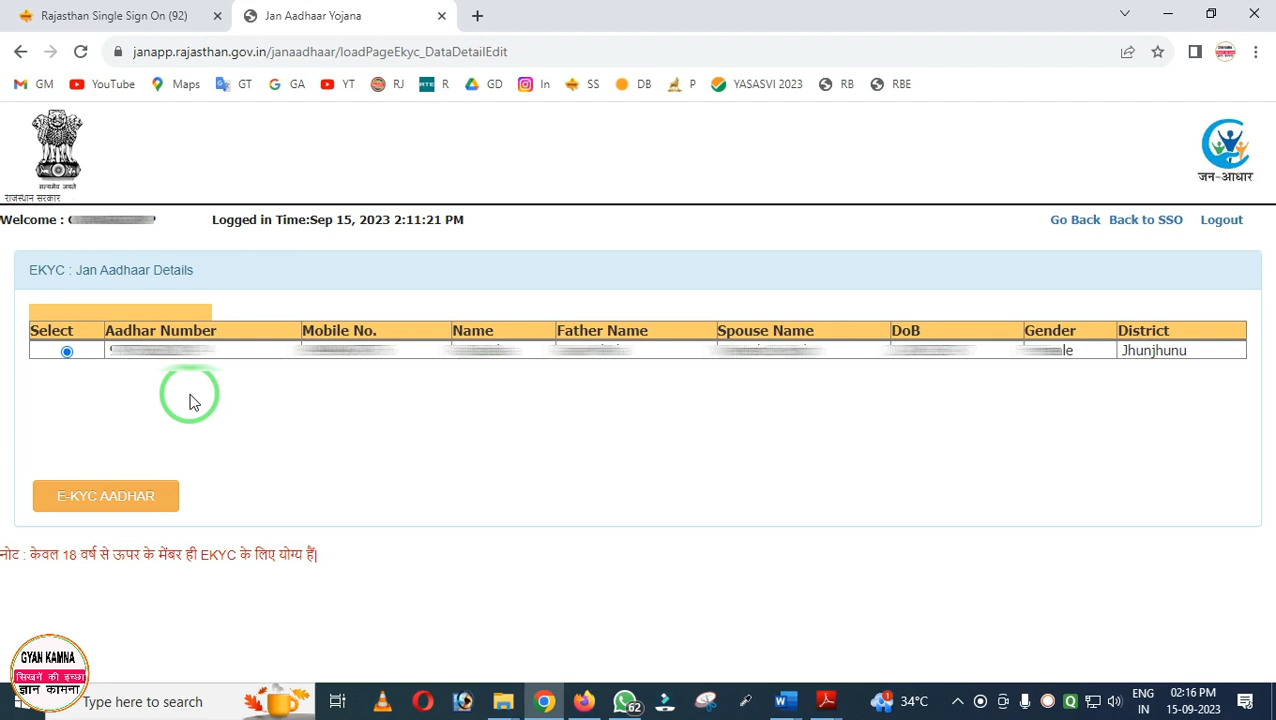 Rajasthan Single Sign On (92)
Jan Aadhaar Yojana
janapp.rajasthan.gov.in/janaadhaar/loadPageEkyc_DataDetailEdit
GM YouTube Maps GT GA YT RJ RTE R GD In SS DB P YASASVI 2023 RB RBE
सत्यमेव जयते
राजस्थान सरकार
जन-आधार
Welcome : Logged in Time:Sep 15, 2023 2:11:21 PM Go Back Back to SSO Logout
EKYC : Jan Aadhaar Details
Select Aadhar Number Mobile No. Name Father Name Spouse Name DoB Gender District
le Jhunjhunu
E-KYC AADHAR
नोट : केवल 18 वर्ष से ऊपर के मेंबर ही EKYC के लिए योग्य हैं|
GYAN KAMNA
सिखनें की इच्छा
ज्ञान कामना
Type here to search
62
34°C
ENG
IN
02:16 PM
15-09-2023